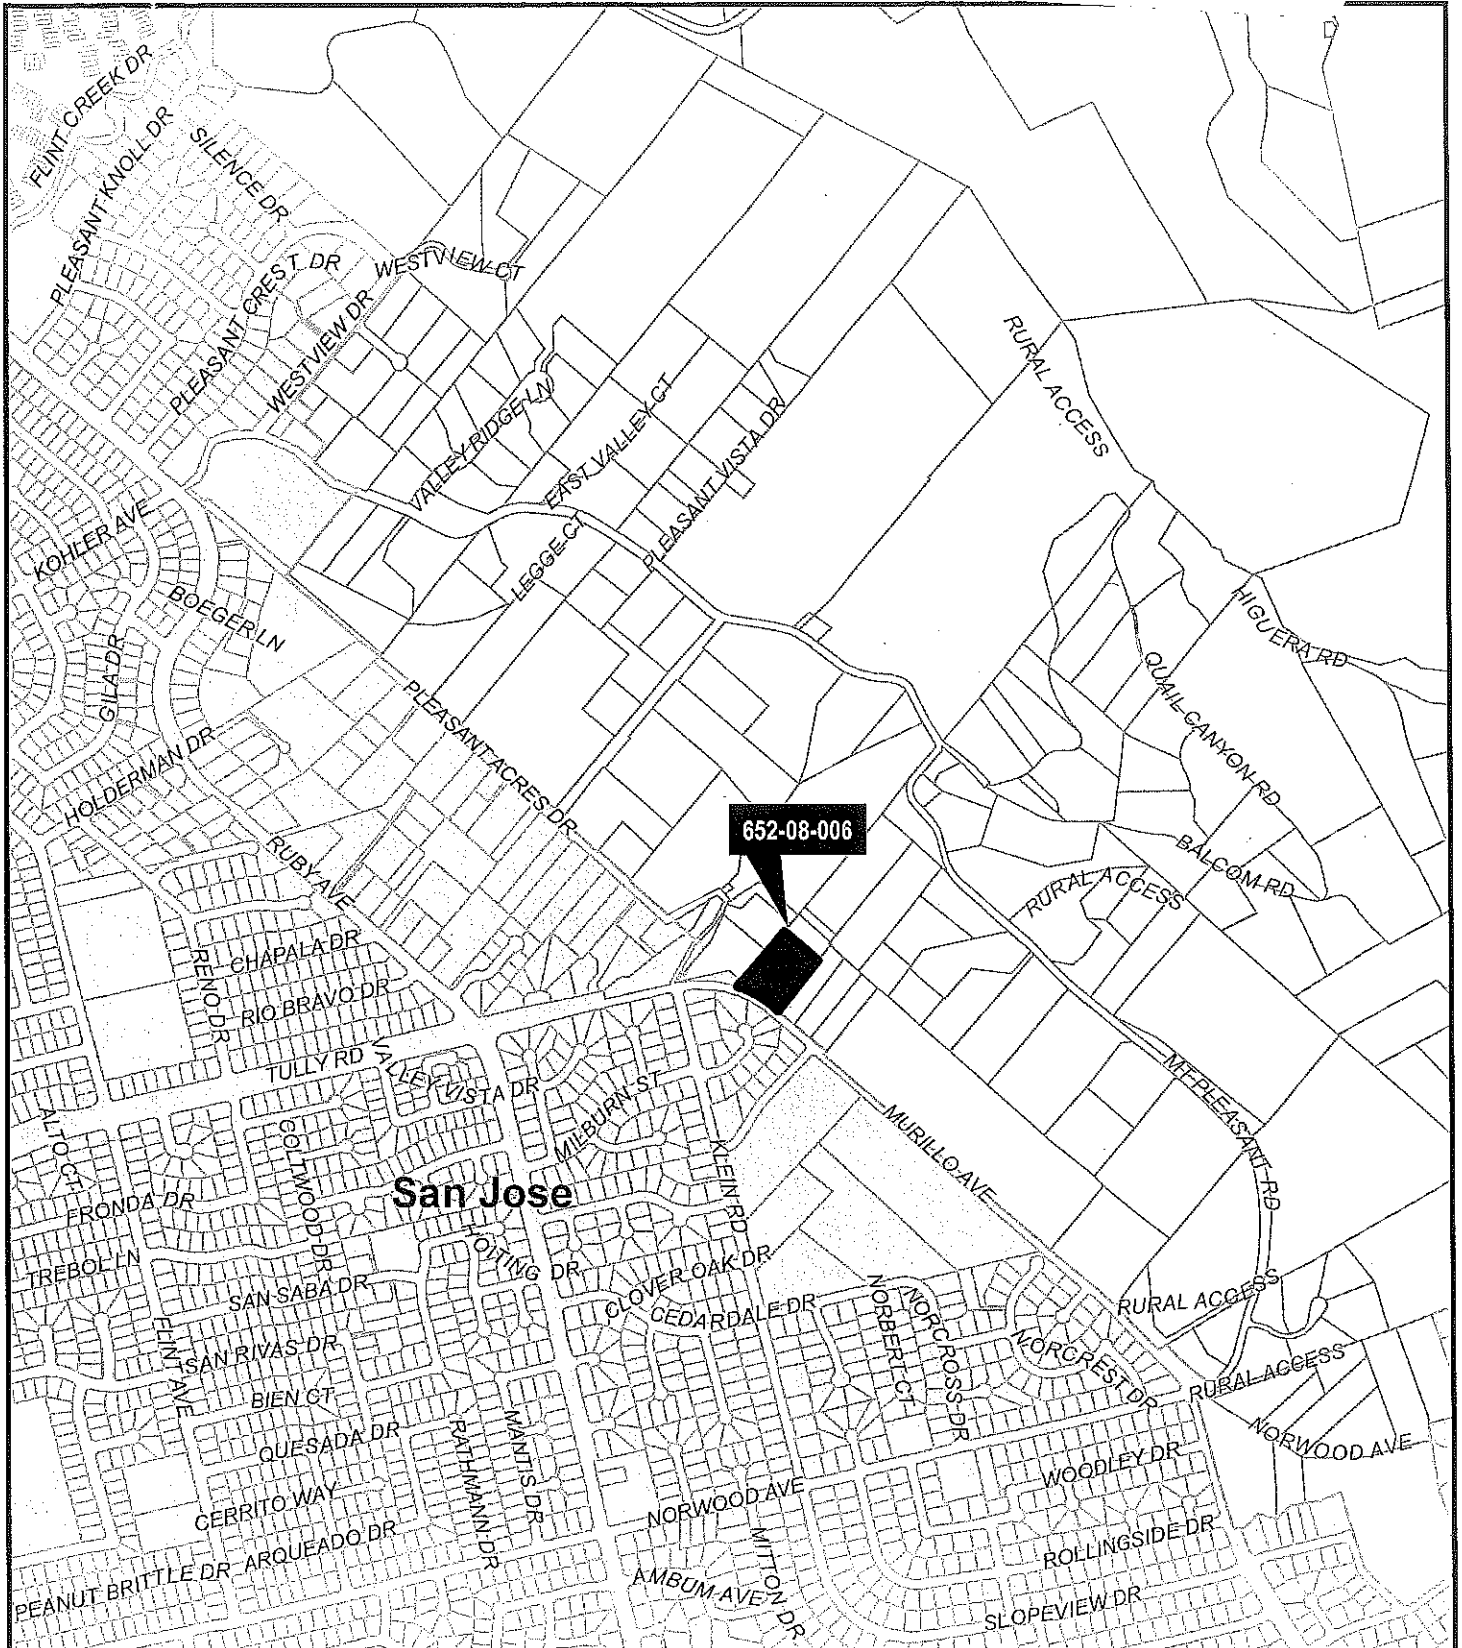 FLINT CREEK DR
PLEASANT KNOLL DR
SILENCE DR
PLEASANT CREST DR
WESTVIEW CT
WESTVIEW DR
RURAL ACCESS
VALLEY RIDGE LN
EAST VALLEY CT
PLEASANT VISTA DR
LEGGE CT
KOHLER AVE
BOEGER LN
GILA DR
HIGUERA RD
QUAIL CANYON RD
PLEASANT ACRES DR
HOLDERMAN DR
652-08-006
RUBY AVE
BALCOM RD
RURAL ACCESS
CHAPALA DR
RENO DR
RIO BRAVO DR
TULLY RD
VALLEY VISTA DR
MT PLEASANT RD
MILBURN ST
MURILLO AVE
ALTO CT
COLTWOOD DR
KLEIN RD
San Jose
FRONDA DR
HOITING DR
TREBOL LN
SAN SABA DR
CLOVER OAK DR
CEDARDALE DR
NORBERT CT
NORCROSS DR
RURAL ACCESS
FLINT AVE
SAN RIVAS DR
NORCREST DR
RURAL ACCESS
BIEN CT
QUESADA DR
RATHMANN DR
MANTIS DR
NORWOOD AVE
WOODLEY DR
CERRITO WAY
NORWOOD AVE
ARQUEADO DR
PEANUT BRITTLE DR
MITTON DR
ROLLINGSIDE DR
AMBUM AVE
SLOPEVIEW DR